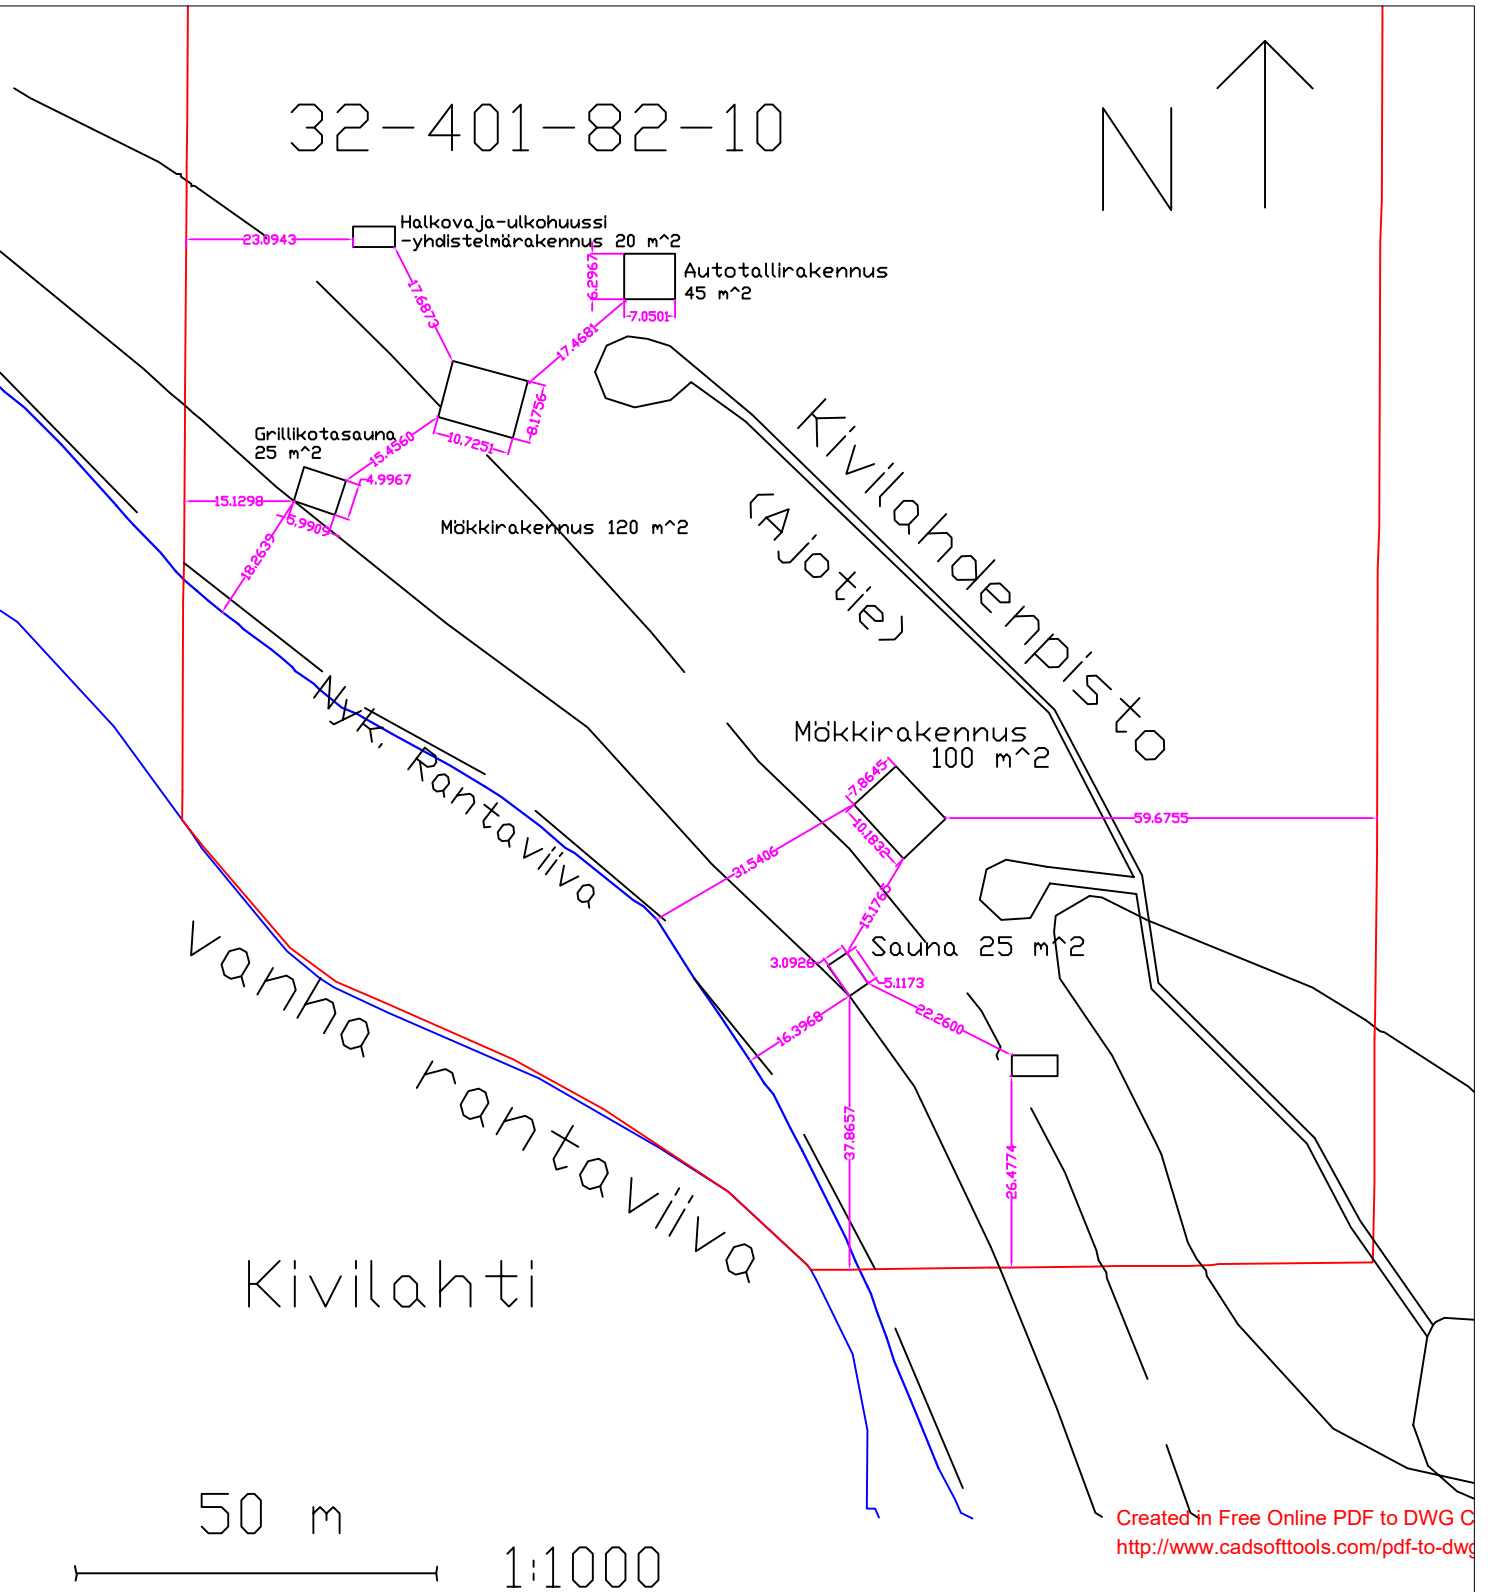 32-401-82-10
N
Halkovaja-ulkohuussi
-yhdistelmärakennus 20 m^2
23.0943
6.2967
Autotallirakennus
45 m^2
7.0501
17.6873
17.4681
8.1756
10.7251
Grillikotasauna
25 m^2
15.4560
4.9967
15.1298
5.9909
18.2639
Mökkirakennus 120 m^2
Kivilahdenpisto
(Ajotie)
Nyk. Rantaviiva
Mökkirakennus
100 m^2
7.8645
10.1832
59.6755
31.5406
15.1765
Sauna 25 m^2
3.0926
5.1173
22.2600
16.3968
37.8657
26.4774
vanha rantaviiva
Kivilahti
50 m
1:1000
Created in Free Online PDF to DWG C
http://www.cadsofttools.com/pdf-to-dwg